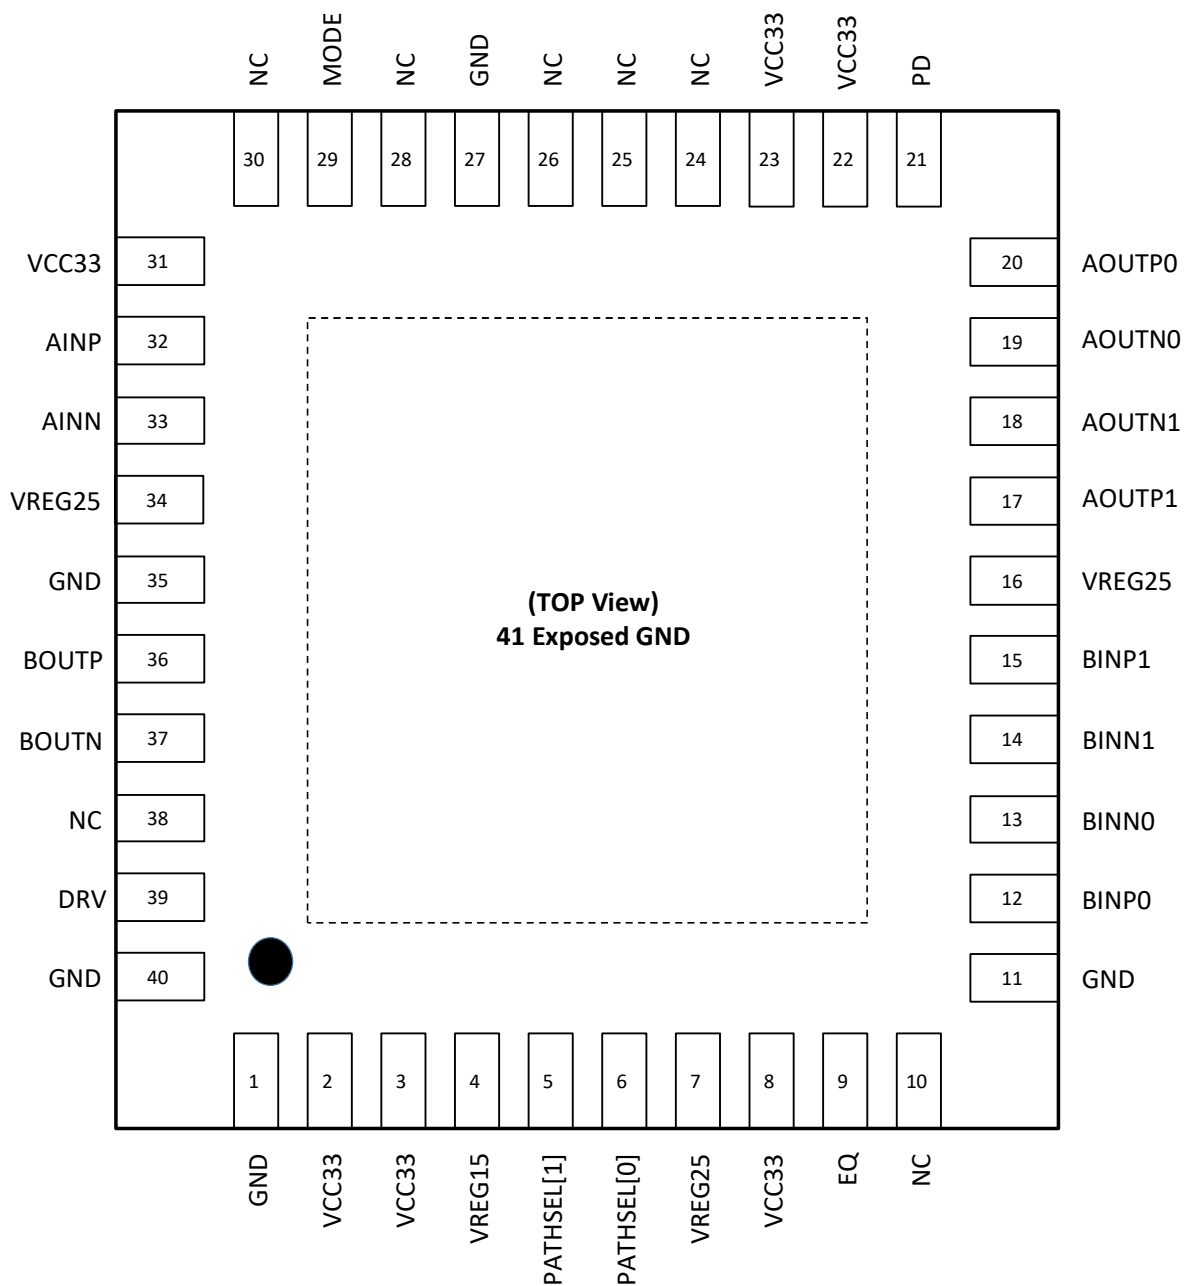 NC
MODE
NC
GND
NC
NC
NC
VCC33
VCC33
PD
30
29
28
27
26
25
24
23
22
21
VCC33
31
20
AOUTP0
AINP
32
19
AOUTN0
AINN
33
18
AOUTN1
VREG25
34
17
AOUTP1
GND
35
16
VREG25
(TOP View)
41 Exposed GND
BOUTP
36
15
BINP1
BOUTN
37
14
BINN1
NC
38
13
BINN0
DRV
39
12
BINP0
GND
40
11
GND
1
2
3
4
5
6
7
8
9
10
GND
VCC33
VCC33
VREG15
PATHSEL[1]
PATHSEL[0]
VREG25
VCC33
EQ
NC